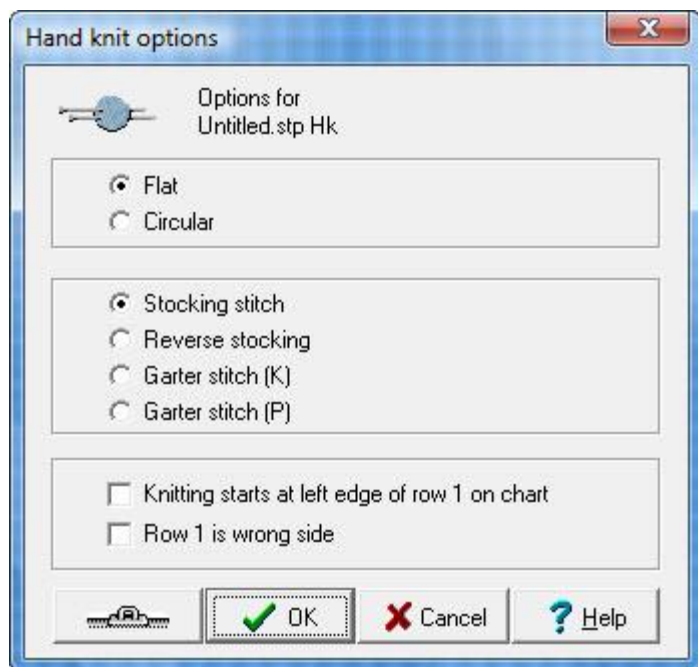 Hand knit options
Options for
Untitled.stp Hk
Flat
Circular
Stocking stitch
Reverse stocking
Garter stitch (K)
Garter stitch (P)
Knitting starts at left edge of row 1 on chart
Row 1 is wrong side
OK
Cancel
? Help